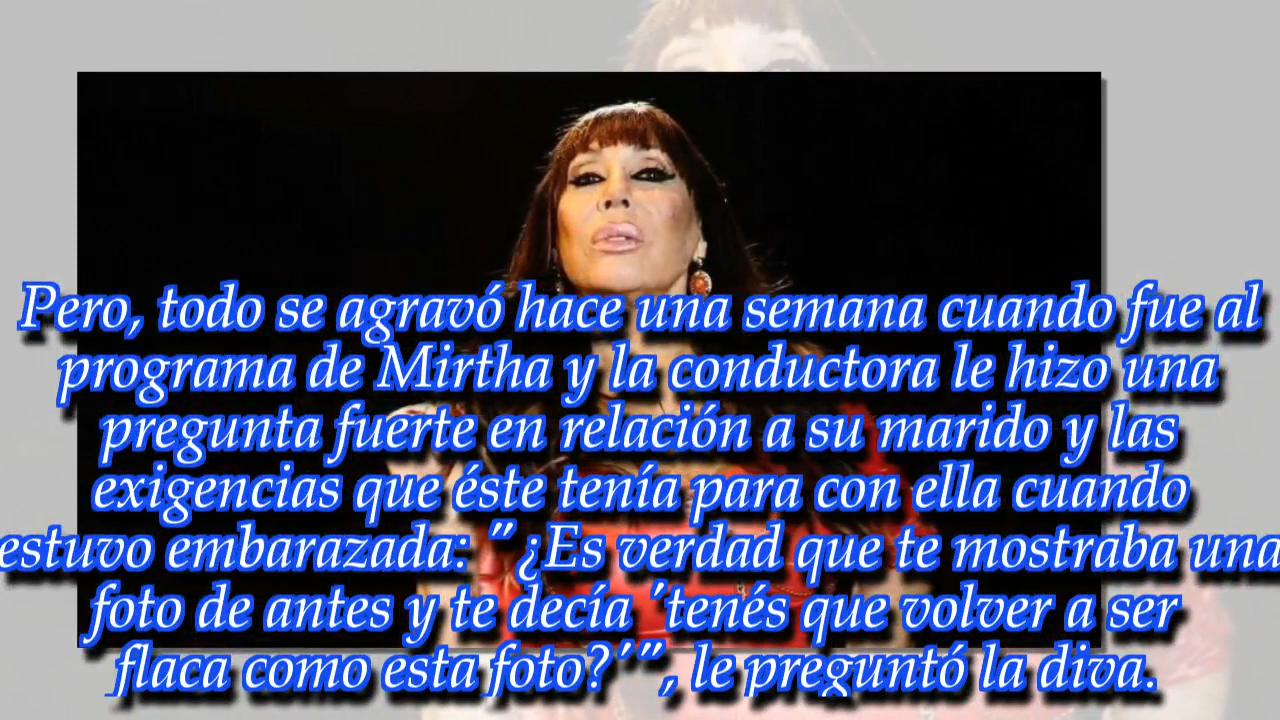 Pero, todo se agravó hace una semana cuando fue al
programa de Mirtha y la conductora le hizo una
pregunta fuerte en relación a su marido y las
exigencias que éste tenía para con ella cuando
estuvo embarazada: "¿Es verdad que te mostraba una
foto de antes y te decía 'tenés que volver a ser
flaca como esta foto?'", le preguntó la diva.